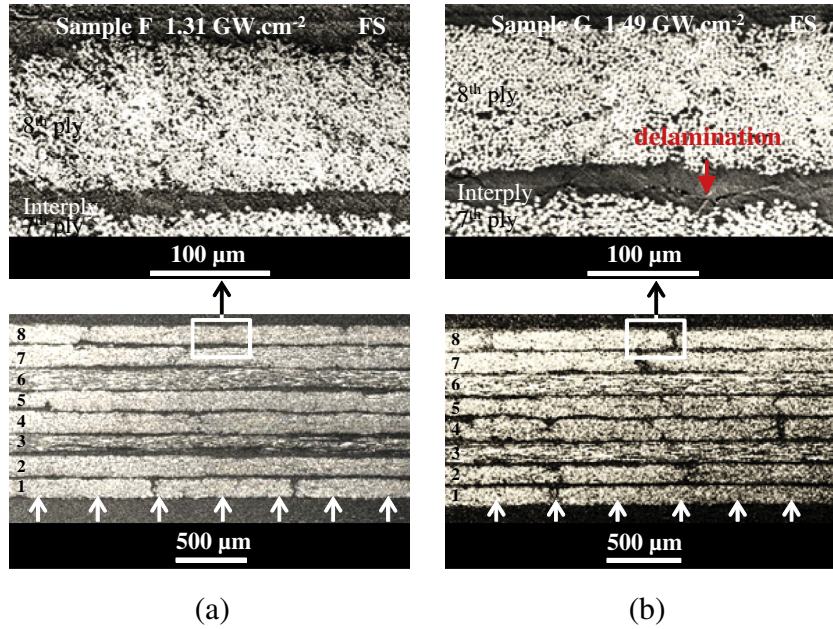 Sample F 1.31 GW.cm-2 FS
8th ply
Interply
7th ply
100 μm
8
7
6
5
4
3
2
1
500 μm
(a)
Sample G 1.49 GW.cm-2 FS
8th ply
delamination
Interply
7th ply
100 μm
8
7
6
5
4
3
2
1
500 μm
(b)